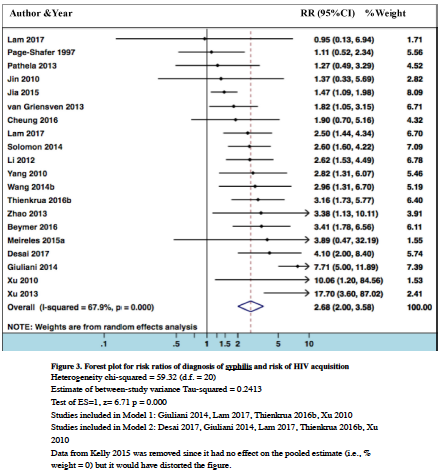 Author &Year RR (95%CI) %Weight
Lam 2017 0.95 (0.13, 6.94) 1.71
Page-Shafer 1997 1.11 (0.52, 2.34) 5.56
Pathela 2013 1.27 (0.49, 3.29) 4.52
Jin 2010 1.37 (0.33, 5.69) 2.82
Jia 2015 1.47 (1.09, 1.98) 8.09
van Griensven 2013 1.82 (1.05, 3.15) 6.71
Cheung 2016 1.90 (0.70, 5.16) 4.32
Lam 2017 2.50 (1.44, 4.34) 6.70
Solomon 2014 2.60 (1.60, 4.22) 7.09
Li 2012 2.62 (1.53, 4.49) 6.78
Yang 2010 2.82 (1.31, 6.07) 5.46
Wang 2014b 2.96 (1.31, 6.70) 5.19
Thienkrua 2016b 3.16 (1.73, 5.77) 6.40
Zhao 2013 3.38 (1.13, 10.11) 3.91
Beymer 2016 3.41 (1.78, 6.56) 6.11
Meireles 2015a 3.89 (0.47, 32.19) 1.55
Desai 2017 4.10 (2.00, 8.40) 5.74
Giuliani 2014 7.71 (5.00, 11.89) 7.39
Xu 2010 10.06 (1.20, 84.56) 1.53
Xu 2013 17.70 (3.60, 87.02) 2.41
Overall (I-squared = 67.9%, p = 0.000) 2.68 (2.00, 3.58) 100.00
NOTE: Weights are from random effects analysis
.1 .5 1 1.5 2 5 10
Figure 3. Forest plot for risk ratios of diagnosis of syphilis and risk of HIV acquisition
Heterogeneity chi-squared = 59.32 (d.f. = 20)
Estimate of between-study variance Tau-squared = 0.2413
Test of ES=1, z= 6.71 p = 0.000
Studies included in Model 1: Giuliani 2014, Lam 2017, Thienkrua 2016b, Xu 2010
Studies included in Model 2: Desai 2017, Giuliani 2014, Lam 2017, Thienkrua 2016b, Xu
2010
Data from Kelly 2015 was removed since it had no effect on the pooled estimate (i.e., %
weight = 0) but it would have distorted the figure.